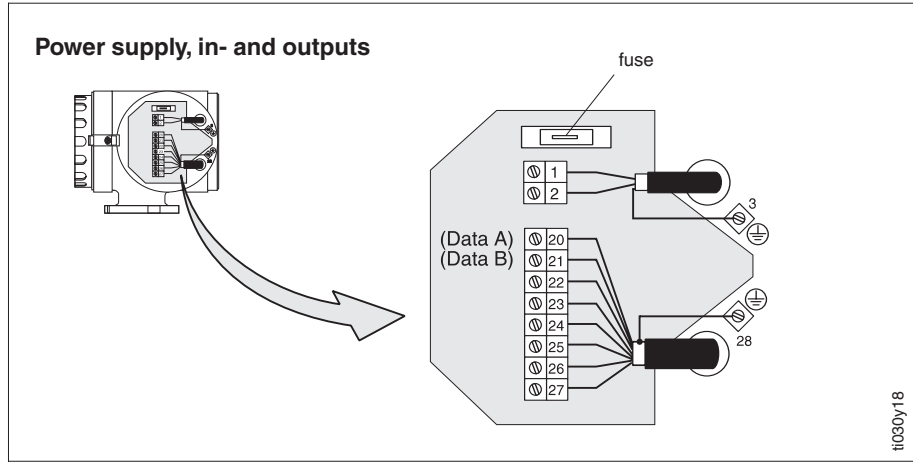 Power supply, in- and outputs
fuse
1
2
3
(Data A) 20
(Data B) 21
22
23
24
25
26
27
28
ti030y18